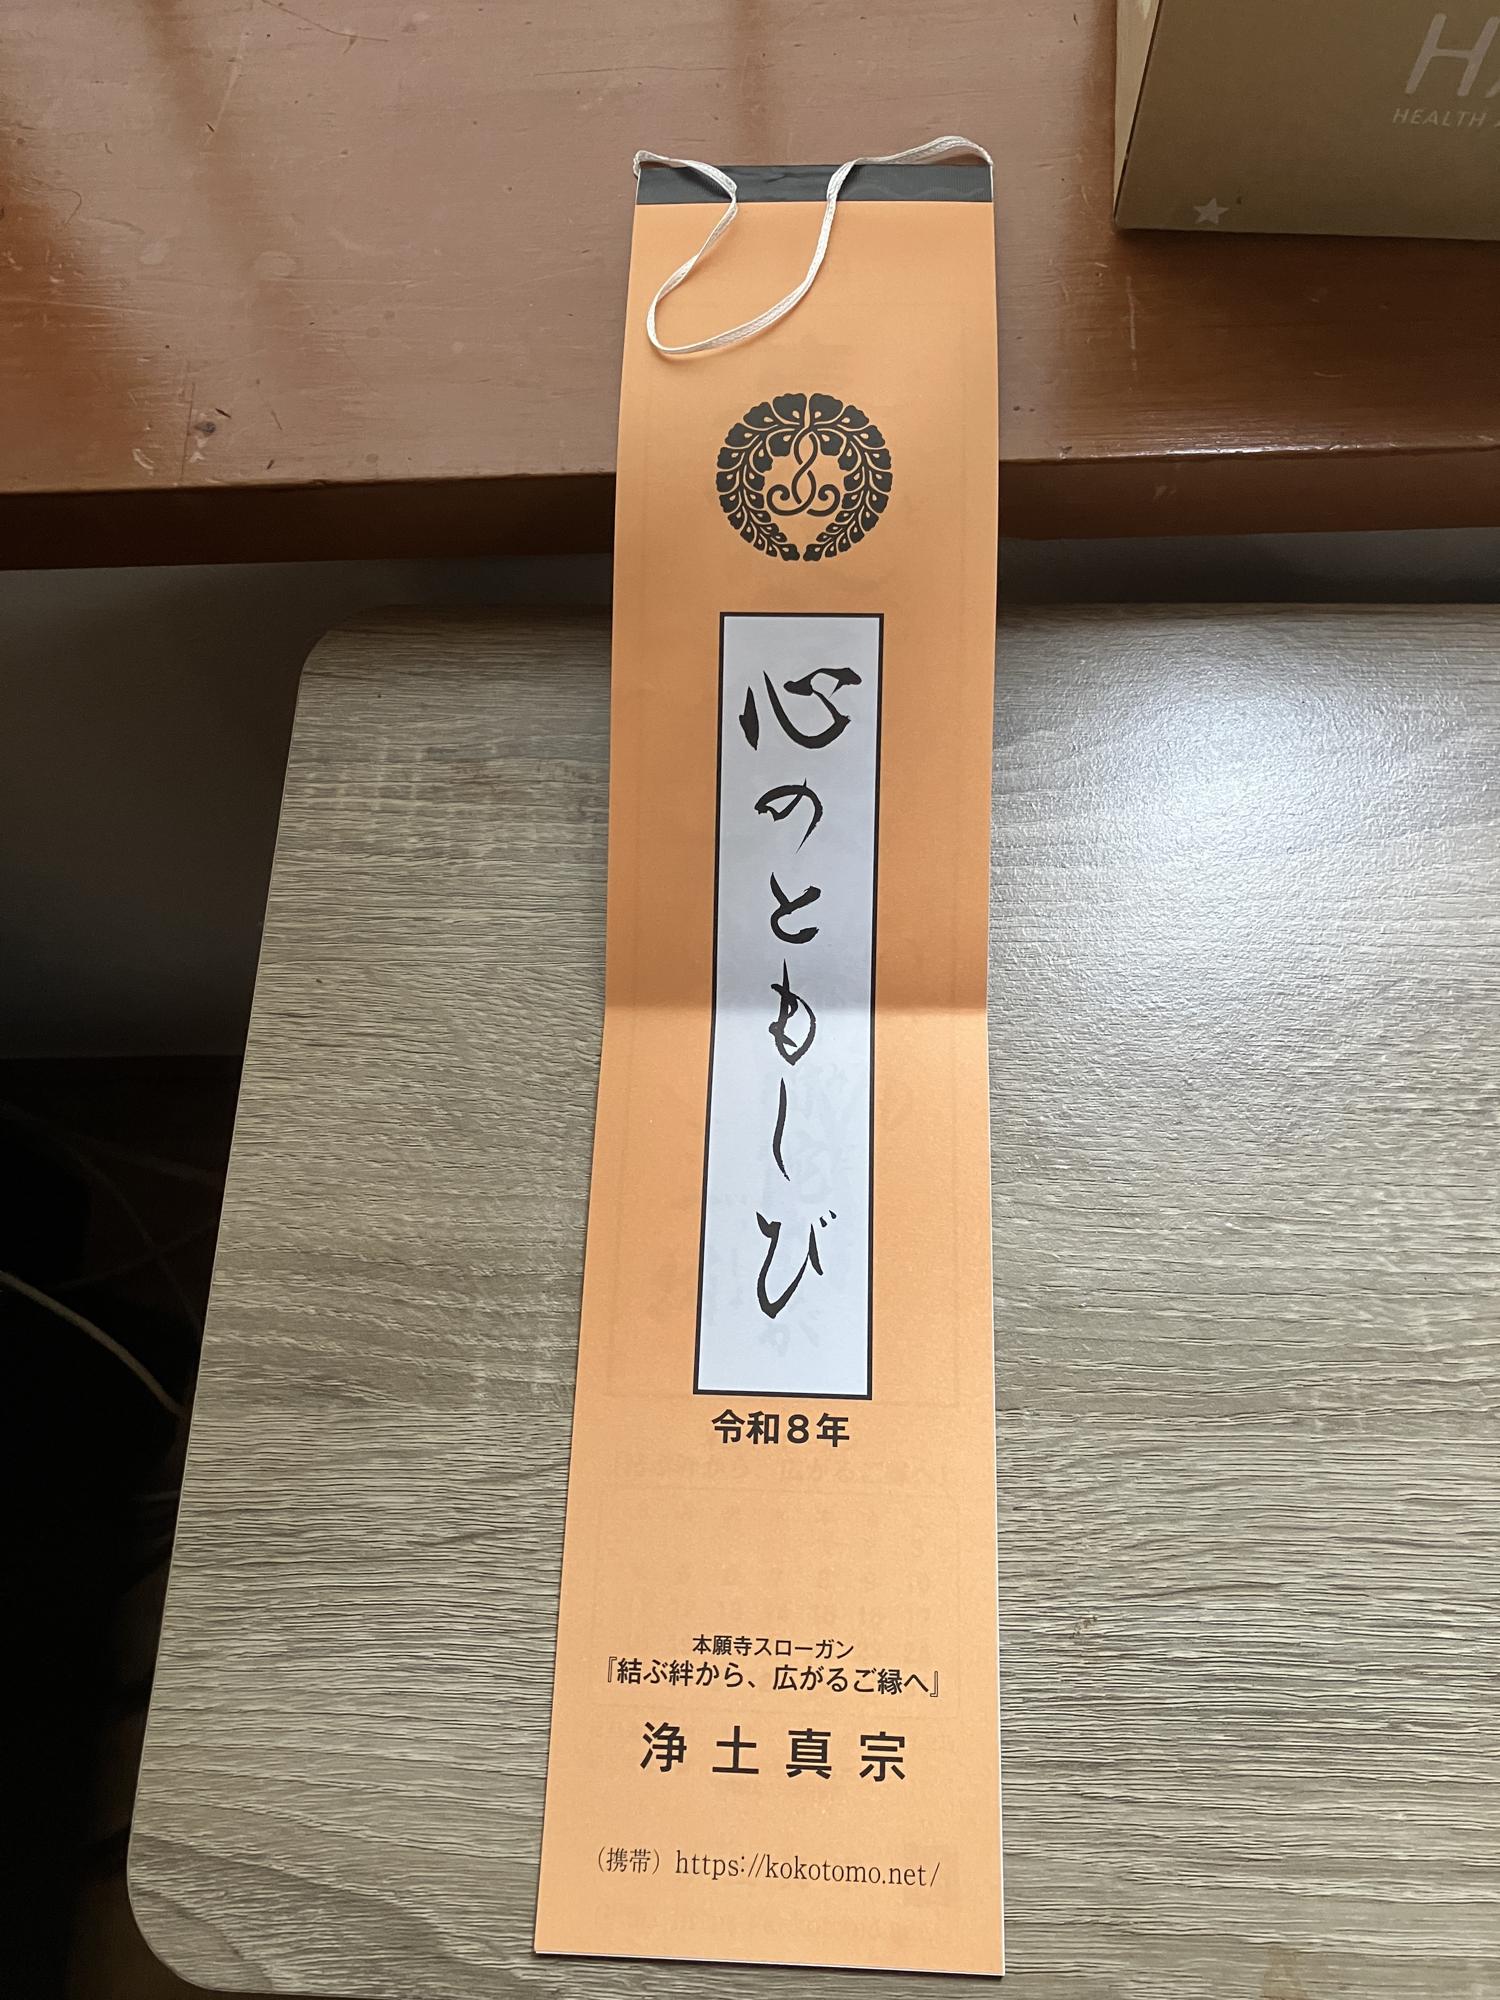 HEALTH
心のともしび
令和8年
本願寺スローガン
『結ぶ絆から、広がるご縁へ』
浄土真宗
（携帯）https://kokotomo.net/